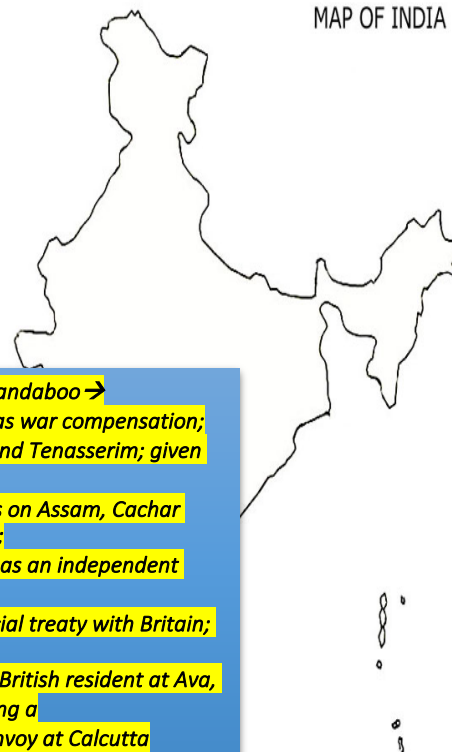 MAP OF INDIA
andaboo →
as war compensation;
nd Tenasserim; given
s on Assam, Cachar
;
as an independent
ial treaty with Britain;
British resident at Ava,
ng a
nvoy at Calcutta